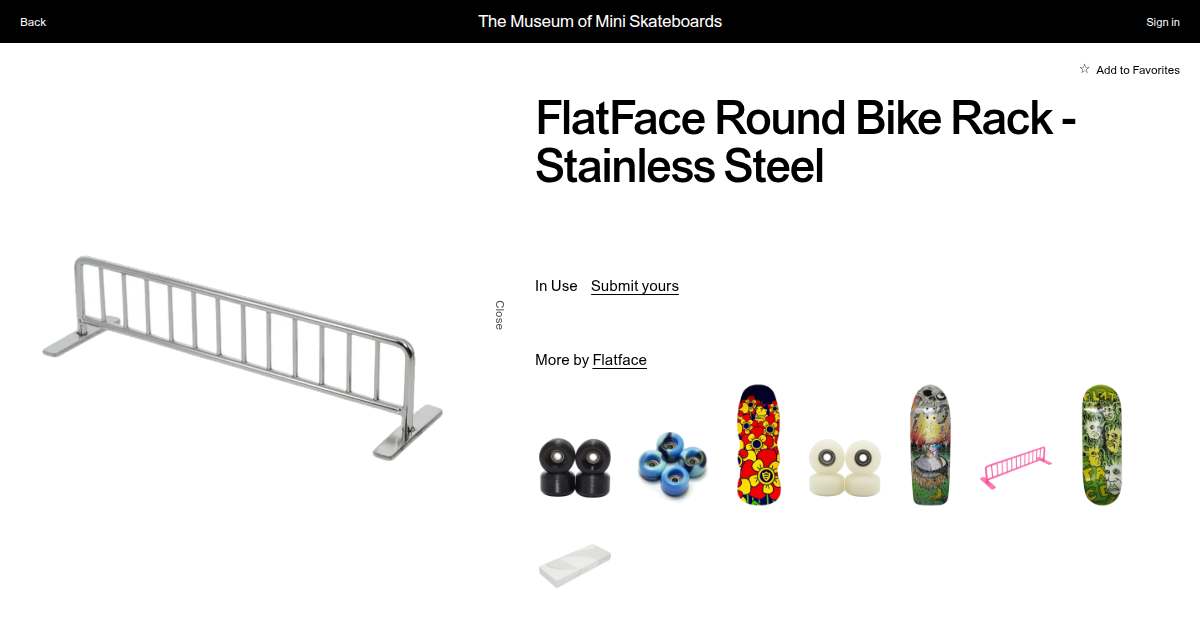 Back
The Museum of Mini Skateboards
Sign in
☆ Add to Favorites
FlatFace Round Bike Rack -
Stainless Steel
In Use Submit yours
Close
More by Flatface